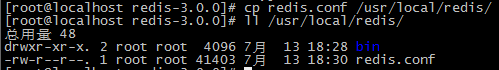 [root@localhost redis-3.0.0]# cp redis.conf /usr/local/redis/
[root@localhost redis-3.0.0]# ll /usr/local/redis/
总用量 48
drwxr-xr-x. 2 root root  4096 7月  13 18:28 bin
-rw-r--r--. 1 root root 41403 7月  13 18:30 redis.conf